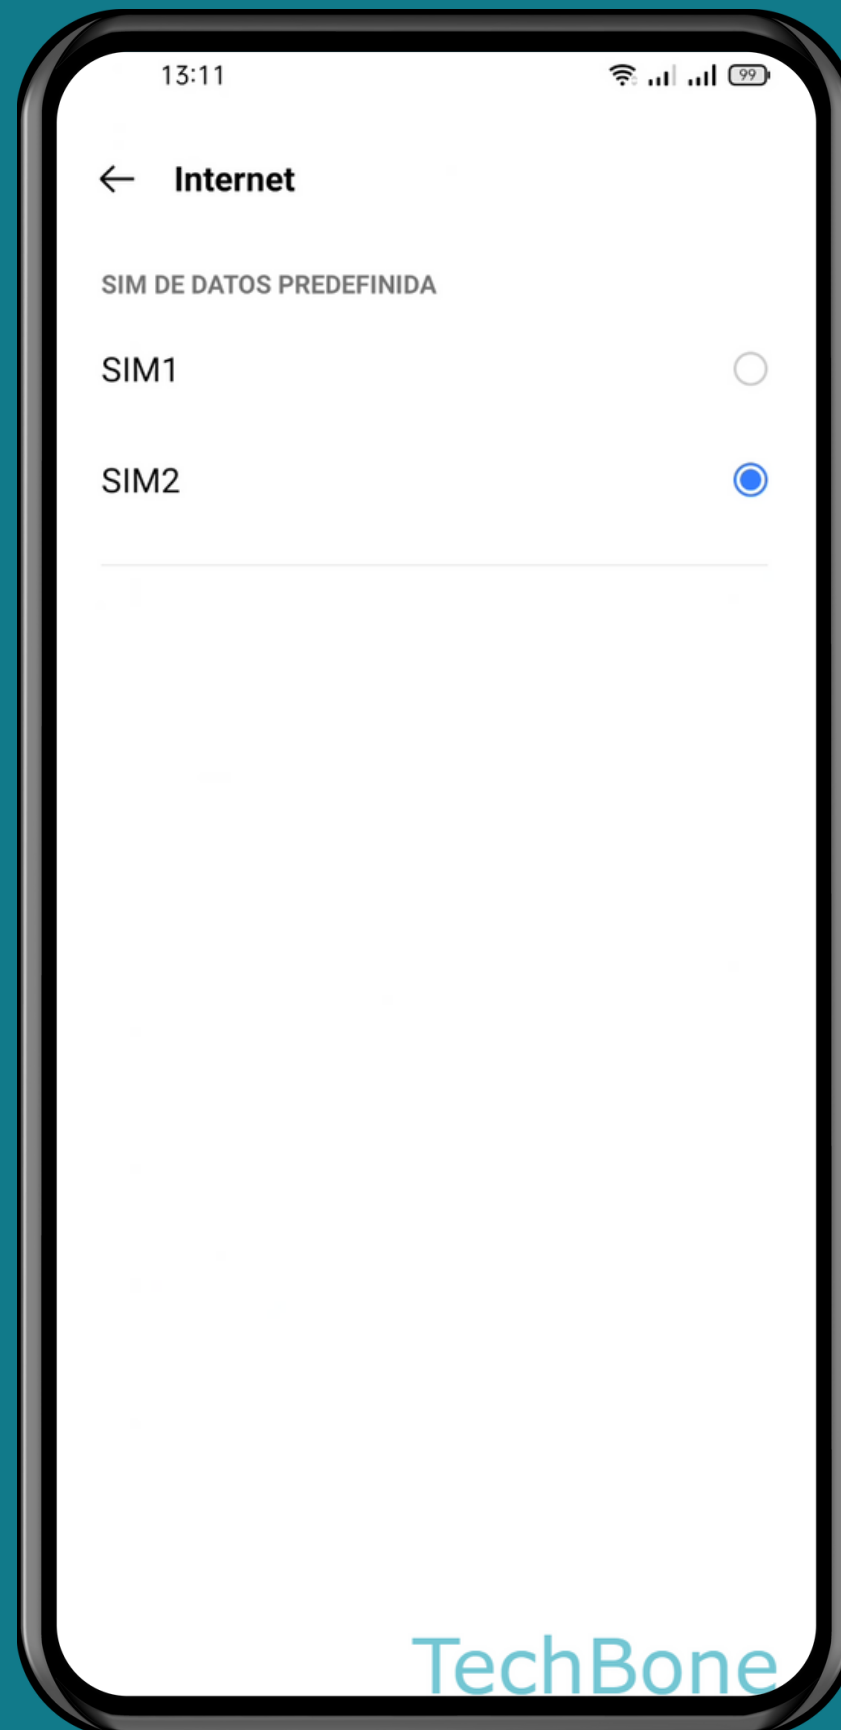 13:11
99
Internet
SIM DE DATOS PREDEFINIDA
SIM1
SIM2
TechBone